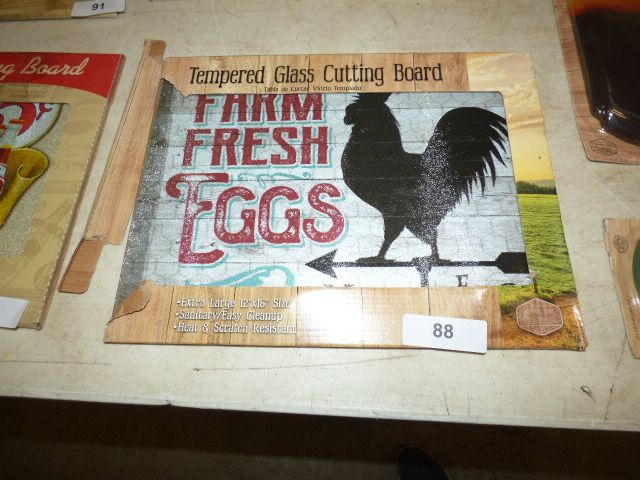 91
ng Board
Tempered Glass Cutting Board
Tabla de Cortar Vidrio Templado
FARM
FRESH
EGGS
E
•Extra Large 12"x16" Size
•Sanitary/Easy Cleanup
•Heat & Scratch Resistant
88